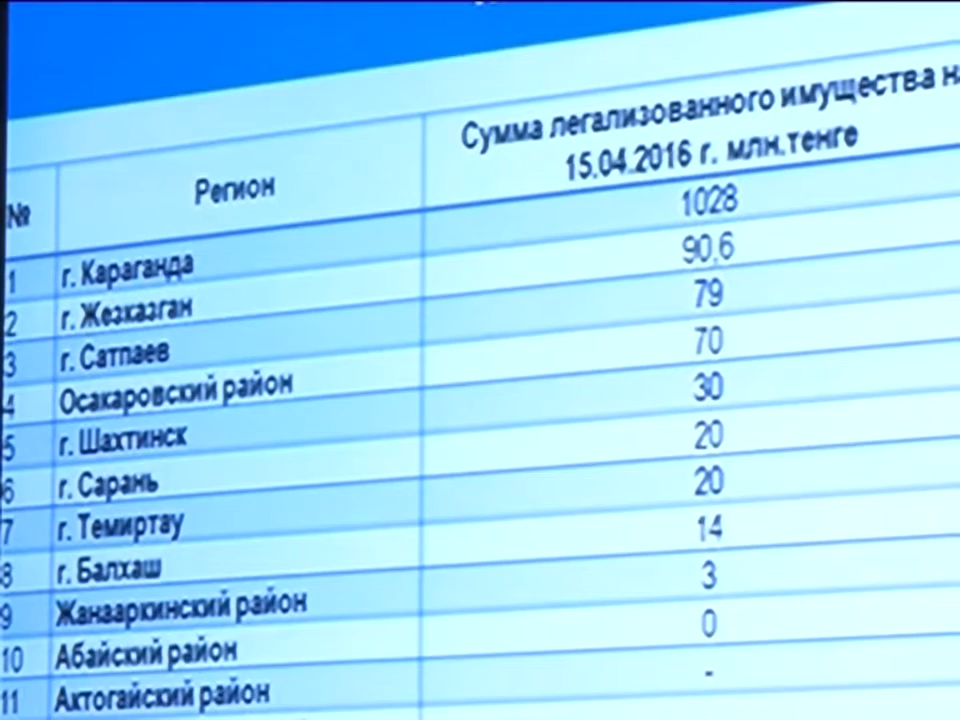 № Регион Сумма легализованного имущества
15.04.2016 г. млн.тенге
1 г. Караганда 1028
2 г. Жезказган 90,6
3 г. Сатпаев 79
4 Осакаровский район 70
5 г. Шахтинск 30
6 г. Сарань 20
7 г. Темиртау 20
8 г. Балхаш 14
9 Жанааркинский район 3
10 Абайский район 0
11 Актогайский район -